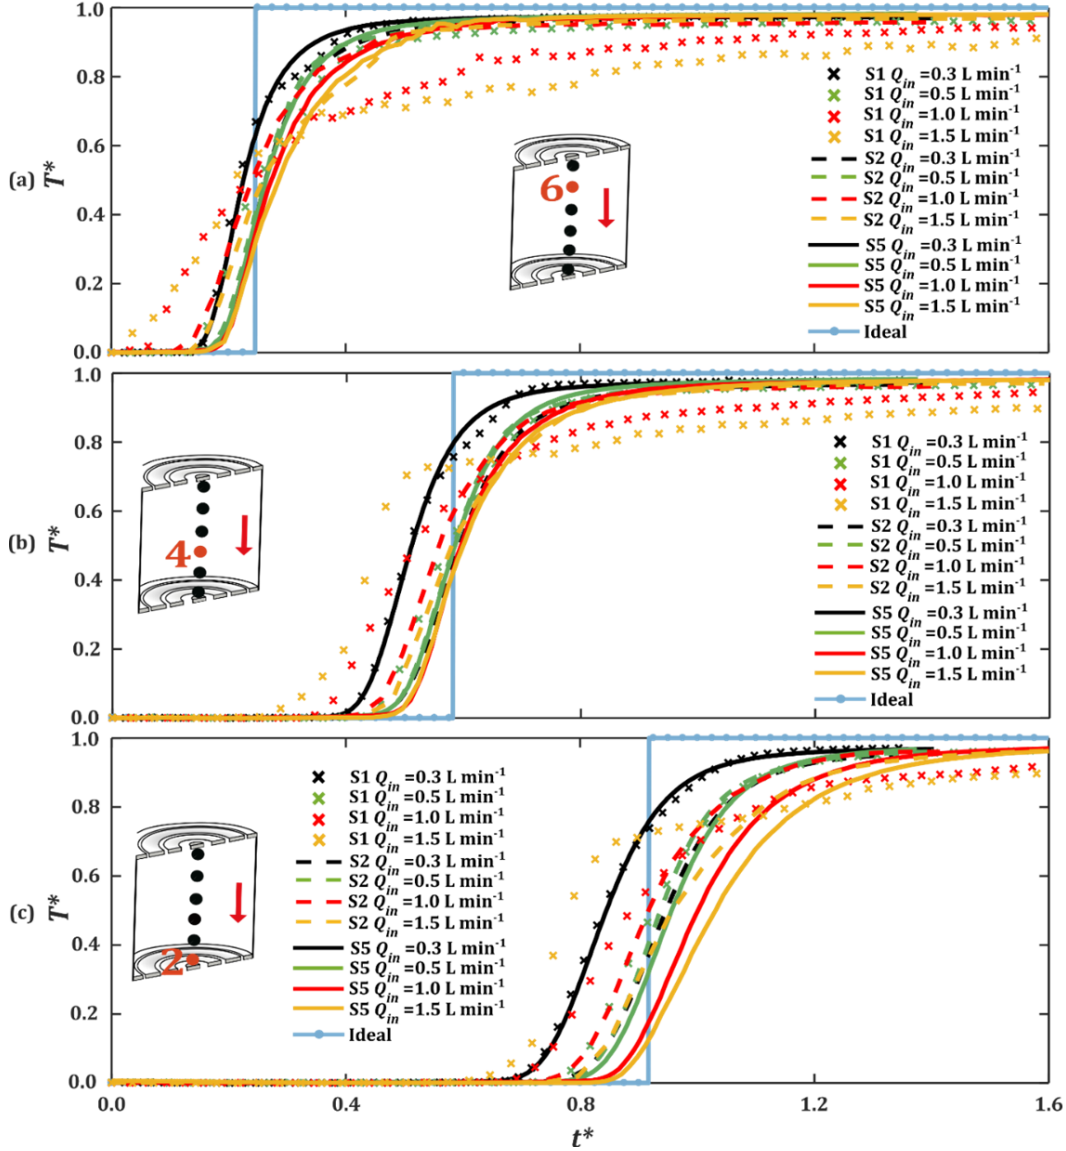 1.0
0.8
0.6
(a) T*
0.4
0.2
0.0
6
S1 Qin =0.3 L min-1
S1 Qin =0.5 L min-1
S1 Qin =1.0 L min-1
S1 Qin =1.5 L min-1
S2 Qin =0.3 L min-1
S2 Qin =0.5 L min-1
S2 Qin =1.0 L min-1
S2 Qin =1.5 L min-1
S5 Qin =0.3 L min-1
S5 Qin =0.5 L min-1
S5 Qin =1.0 L min-1
S5 Qin =1.5 L min-1
Ideal
1.0
0.8
0.6
(b) T*
0.4
0.2
0.0
4
S1 Qin =0.3 L min-1
S1 Qin =0.5 L min-1
S1 Qin =1.0 L min-1
S1 Qin =1.5 L min-1
S2 Qin =0.3 L min-1
S2 Qin =0.5 L min-1
S2 Qin =1.0 L min-1
S2 Qin =1.5 L min-1
S5 Qin =0.3 L min-1
S5 Qin =0.5 L min-1
S5 Qin =1.0 L min-1
S5 Qin =1.5 L min-1
Ideal
1.0
0.8
0.6
(c) T*
0.4
0.2
0.0
2
S1 Qin =0.3 L min-1
S1 Qin =0.5 L min-1
S1 Qin =1.0 L min-1
S1 Qin =1.5 L min-1
S2 Qin =0.3 L min-1
S2 Qin =0.5 L min-1
S2 Qin =1.0 L min-1
S2 Qin =1.5 L min-1
S5 Qin =0.3 L min-1
S5 Qin =0.5 L min-1
S5 Qin =1.0 L min-1
S5 Qin =1.5 L min-1
Ideal
0.0 0.4 0.8 1.2 1.6
t*